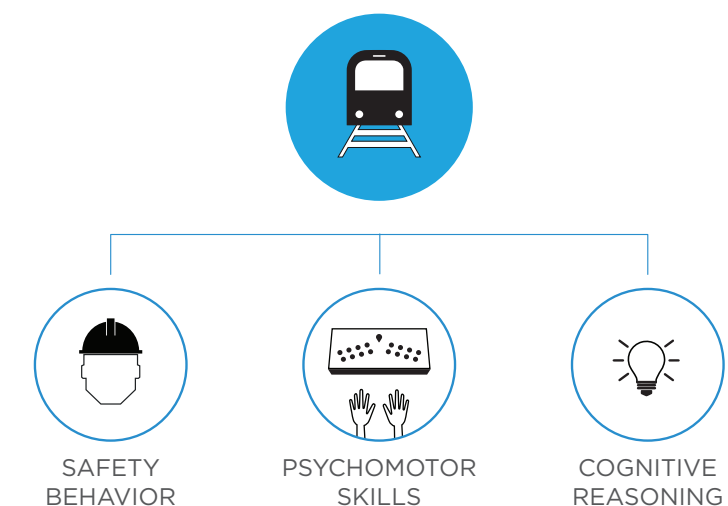 SAFETY
BEHAVIOR
PSYCHOMOTOR
SKILLS
COGNITIVE
REASONING